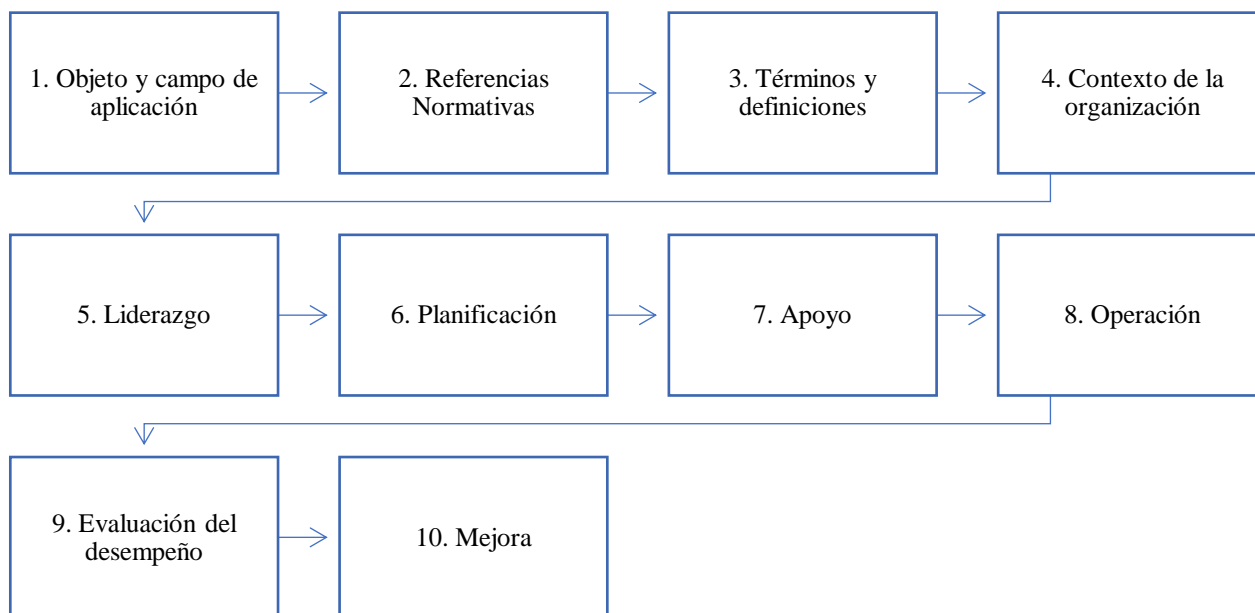 1. Objeto y campo de
aplicación
2. Referencias
Normativas
3. Términos y
definiciones
4. Contexto de la
organización
5. Liderazgo
6. Planificación
7. Apoyo
8. Operación
9. Evaluación del
desempeño
10. Mejora